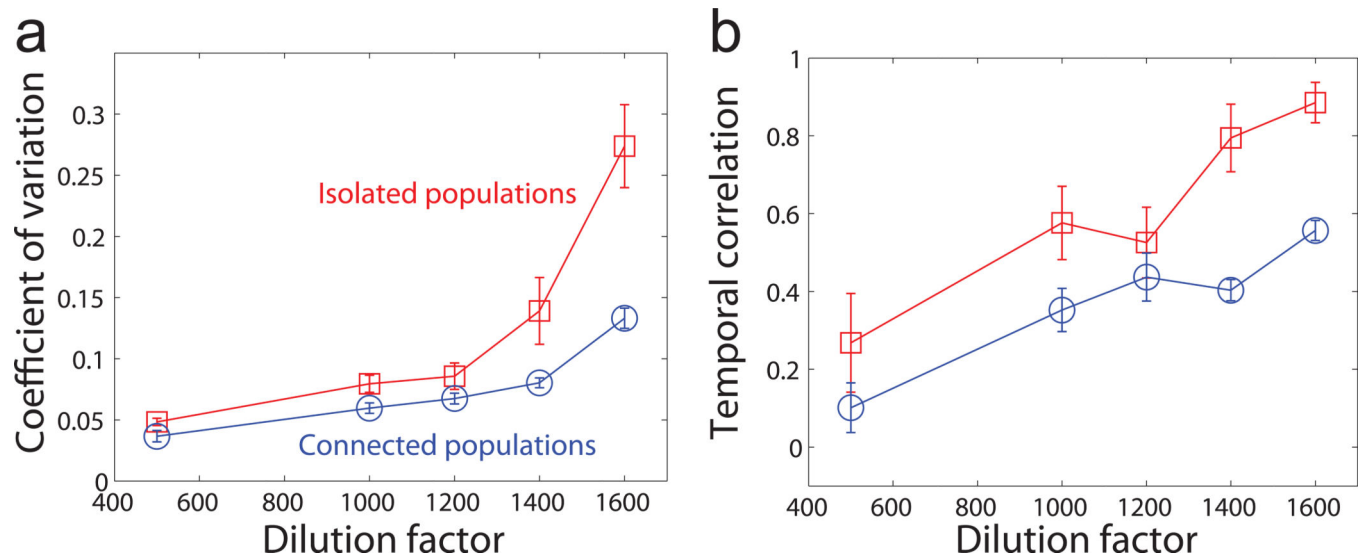 a
Coefficient of variation
0.3
0.25
0.2
0.15
0.1
0.05
0
Isolated populations
Connected populations
400 600 800 1000 1200 1400 1600
Dilution factor
b
Temporal correlation
1
0.8
0.6
0.4
0.2
0
400 600 800 1000 1200 1400 1600
Dilution factor